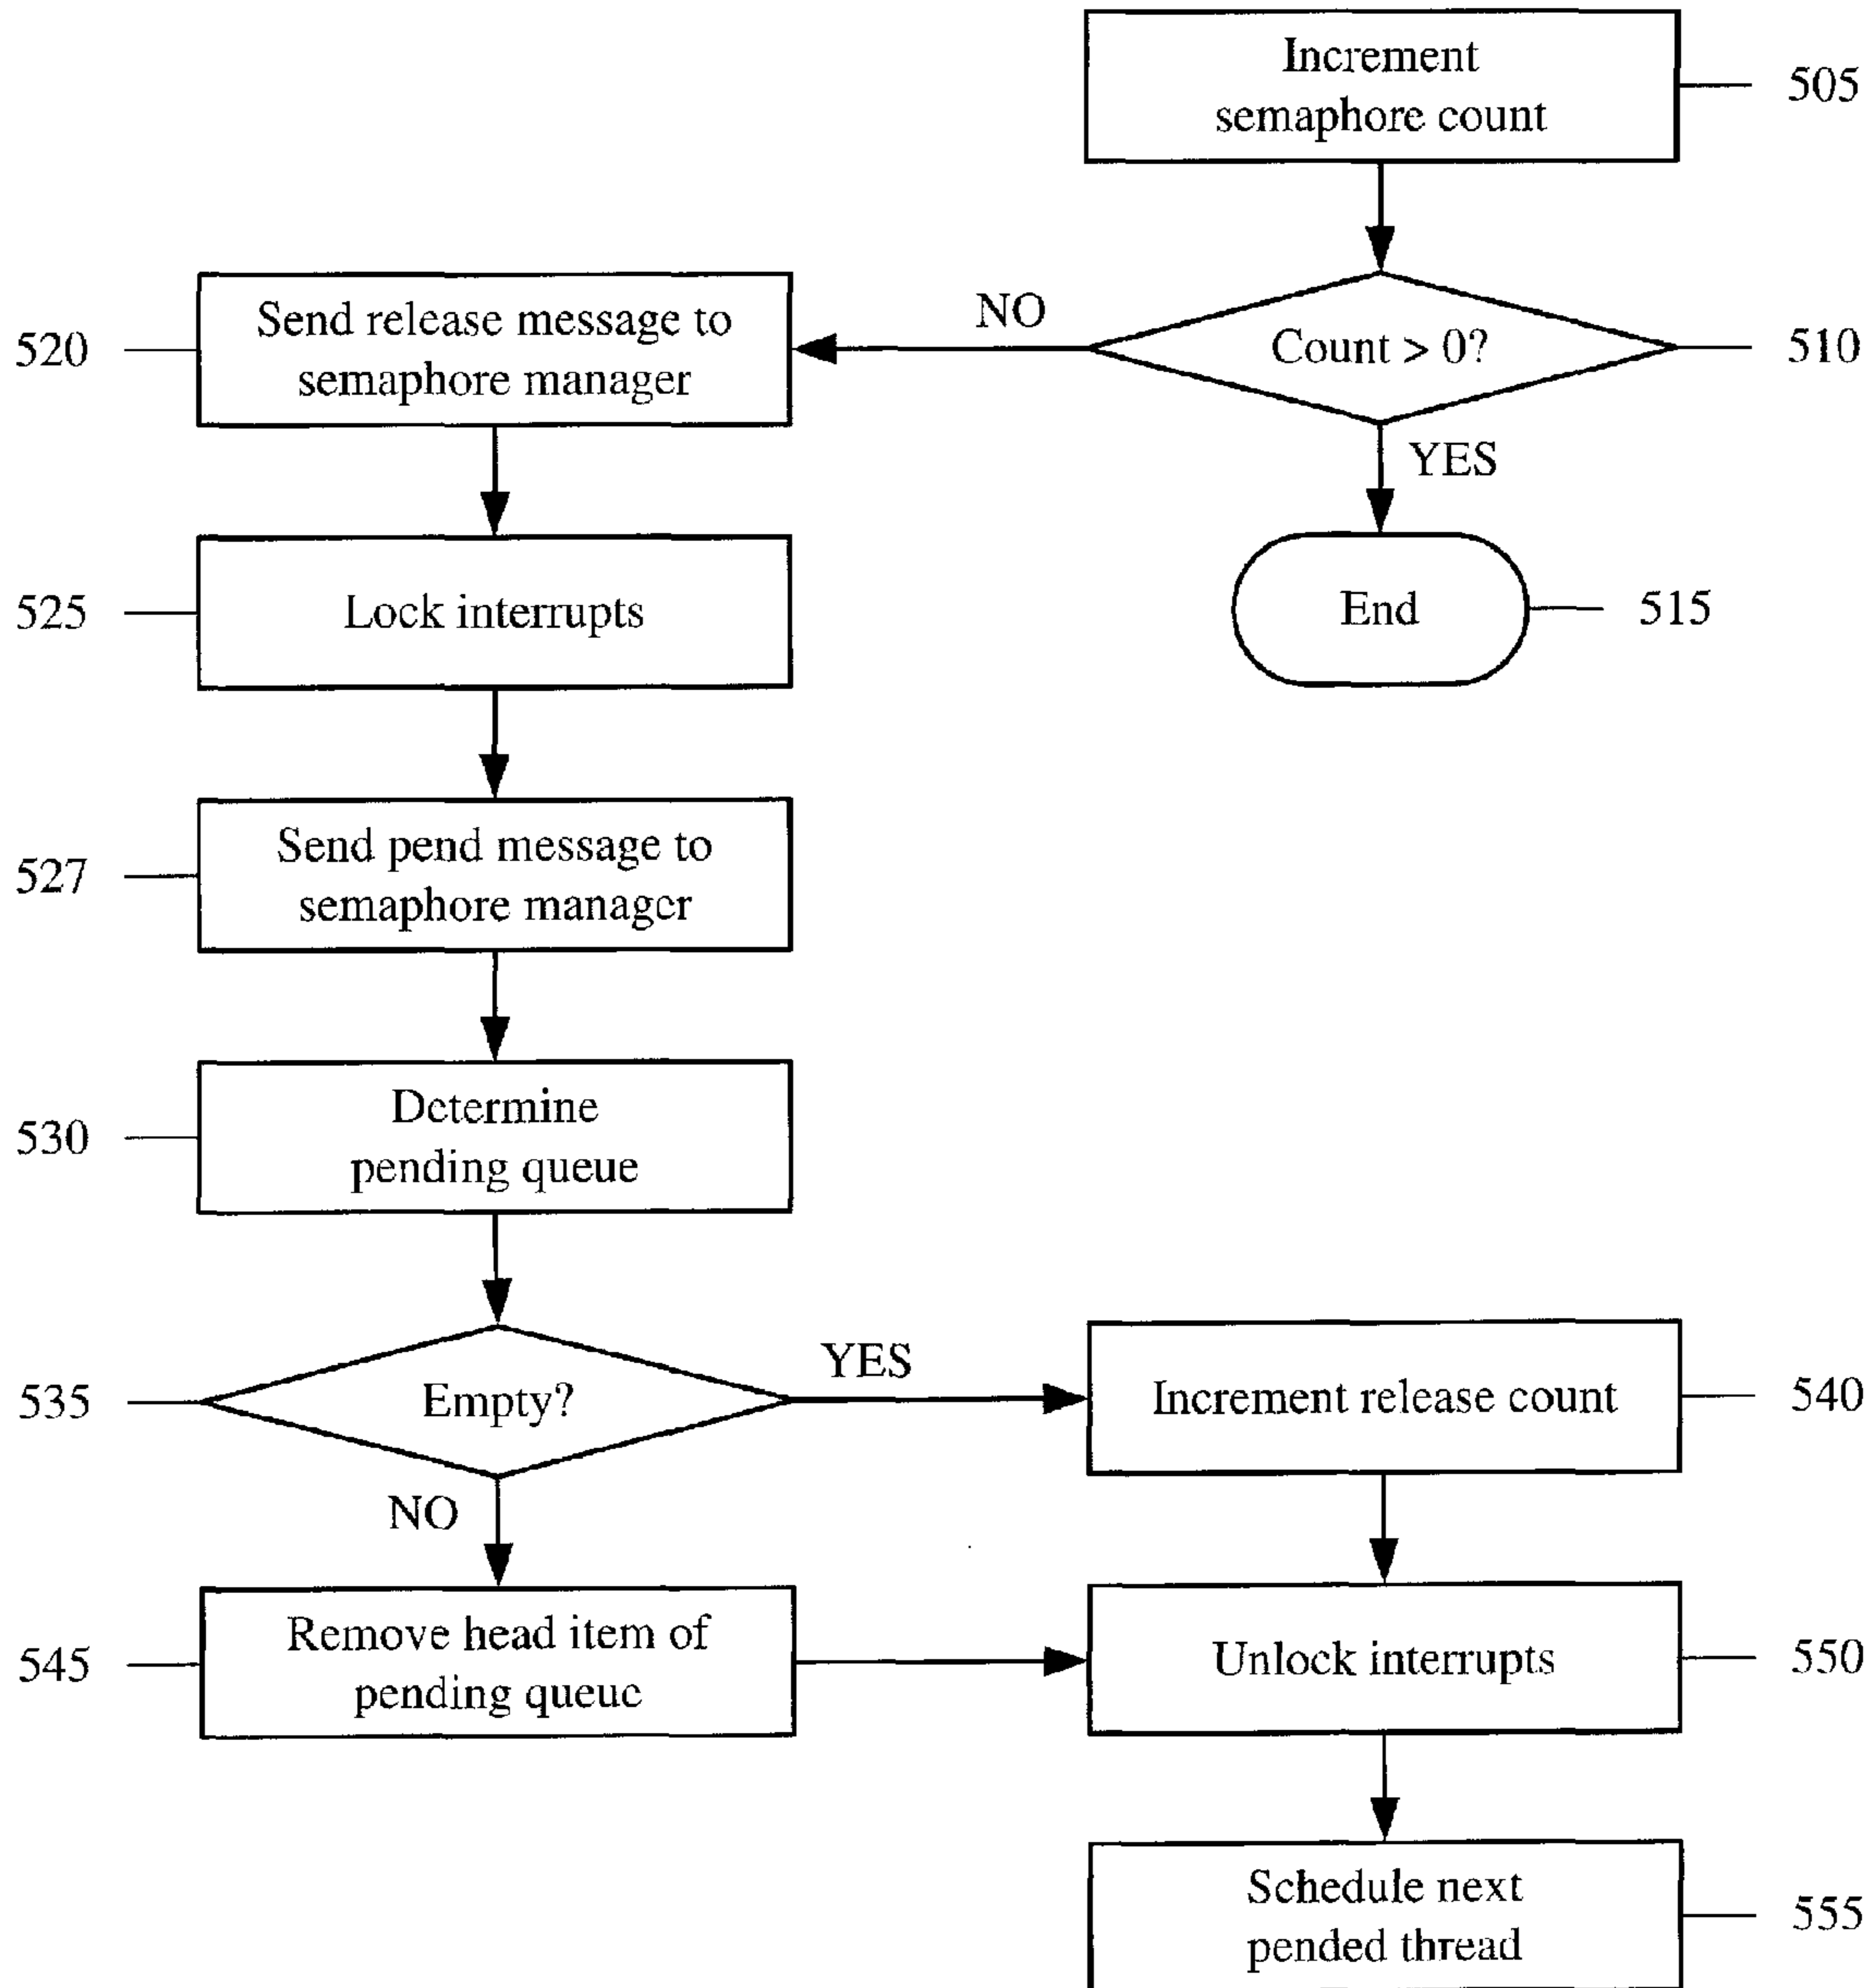 Increment
semaphore count
505
Send release message to
semaphore manager
520
NO
Count > 0?
510
YES
Lock interrupts
525
End
515
Send pend message to
semaphore manager
527
Determine
pending queue
530
Empty?
535
YES
Increment release count
540
NO
Remove head item of
pending queue
545
Unlock interrupts
550
Schedule next
pended thread
555